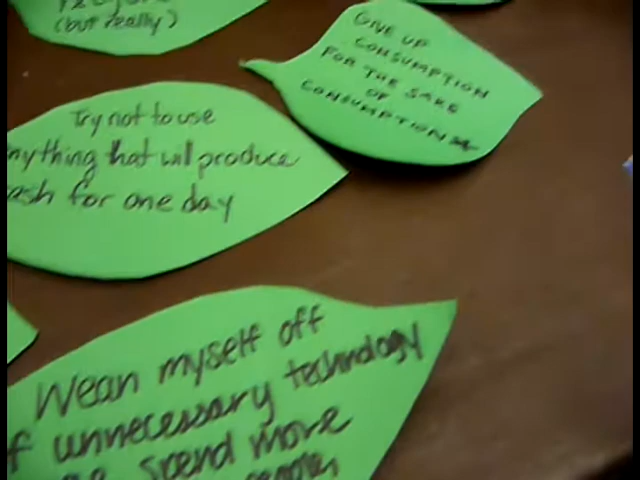 (but really)
GIVE UP
CONSUMPTION
FOR THE SAKE
OF
CONSUMPTION
Try not to use
nything that will produce
ash for one day
Wean myself off
f unnecessary technology
spend more